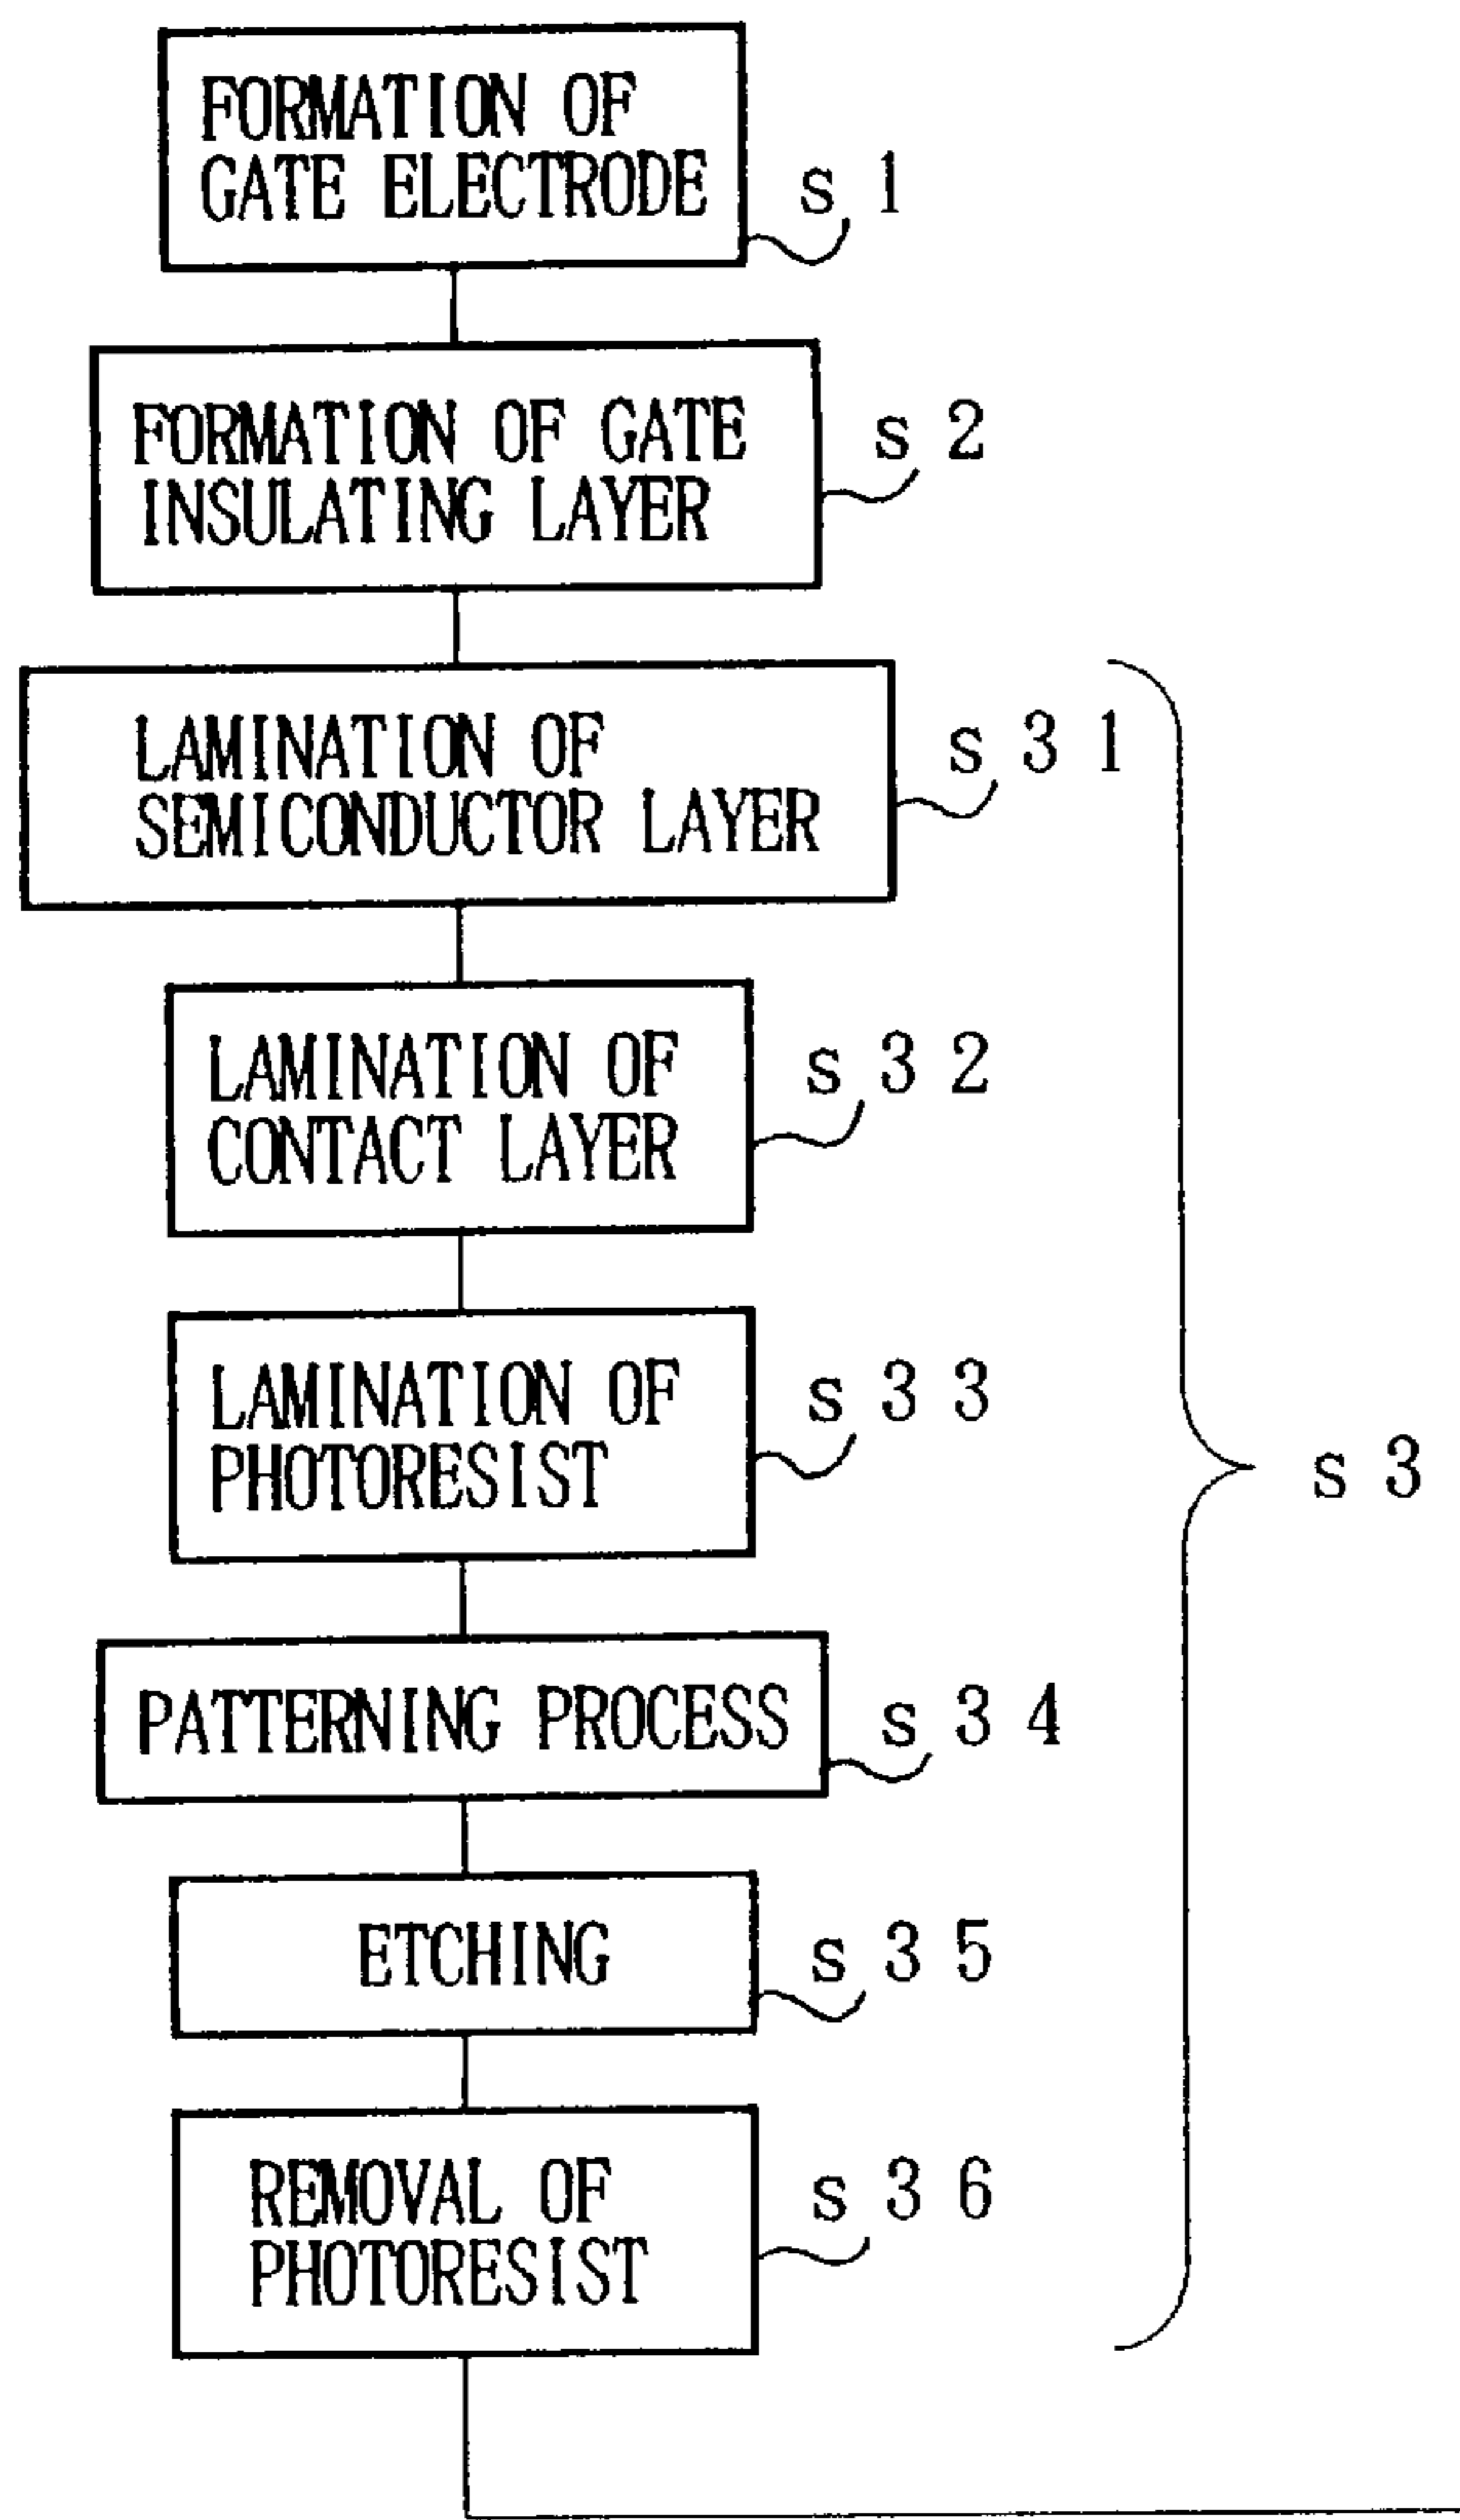 FORMATION OF
GATE ELECTRODE
s 1
FORMATION OF GATE
INSULATING LAYER
s 2
LAMINATION OF
SEMICONDUCTOR LAYER
s 3 1
LAMINATION OF
CONTACT LAYER
s 3 2
LAMINATION OF
PHOTORESIST
s 3 3
s 3
PATTERNING PROCESS
s 3 4
ETCHING
s 3 5
REMOVAL OF
PHOTORESIST
s 3 6